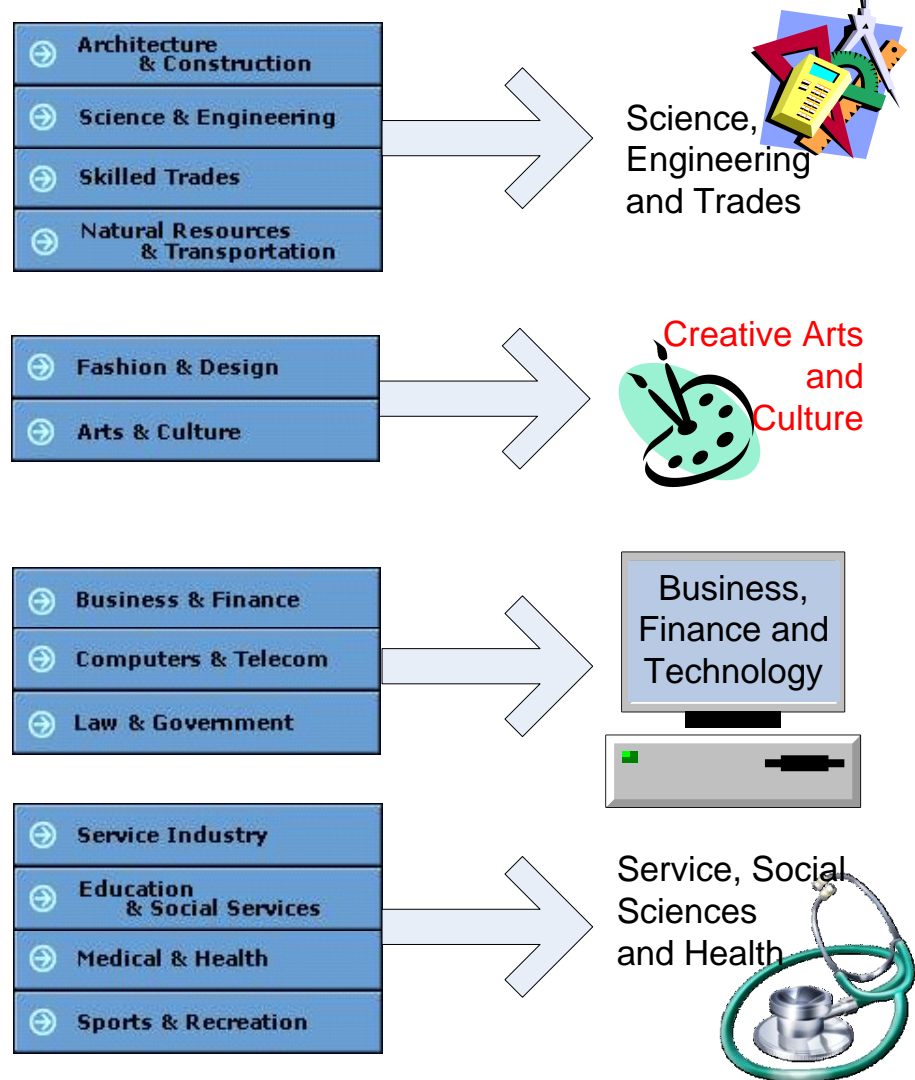 Architecture
& Construction
Science & Engineering
Skilled Trades
Natural Resources
& Transportation
Science,
Engineering
and Trades
Fashion & Design
Arts & Culture
Creative Arts
and
Culture
Business & Finance
Computers & Telecom
Law & Government
Business,
Finance and
Technology
Service Industry
Education
& Social Services
Medical & Health
Sports & Recreation
Service, Social
Sciences
and Health